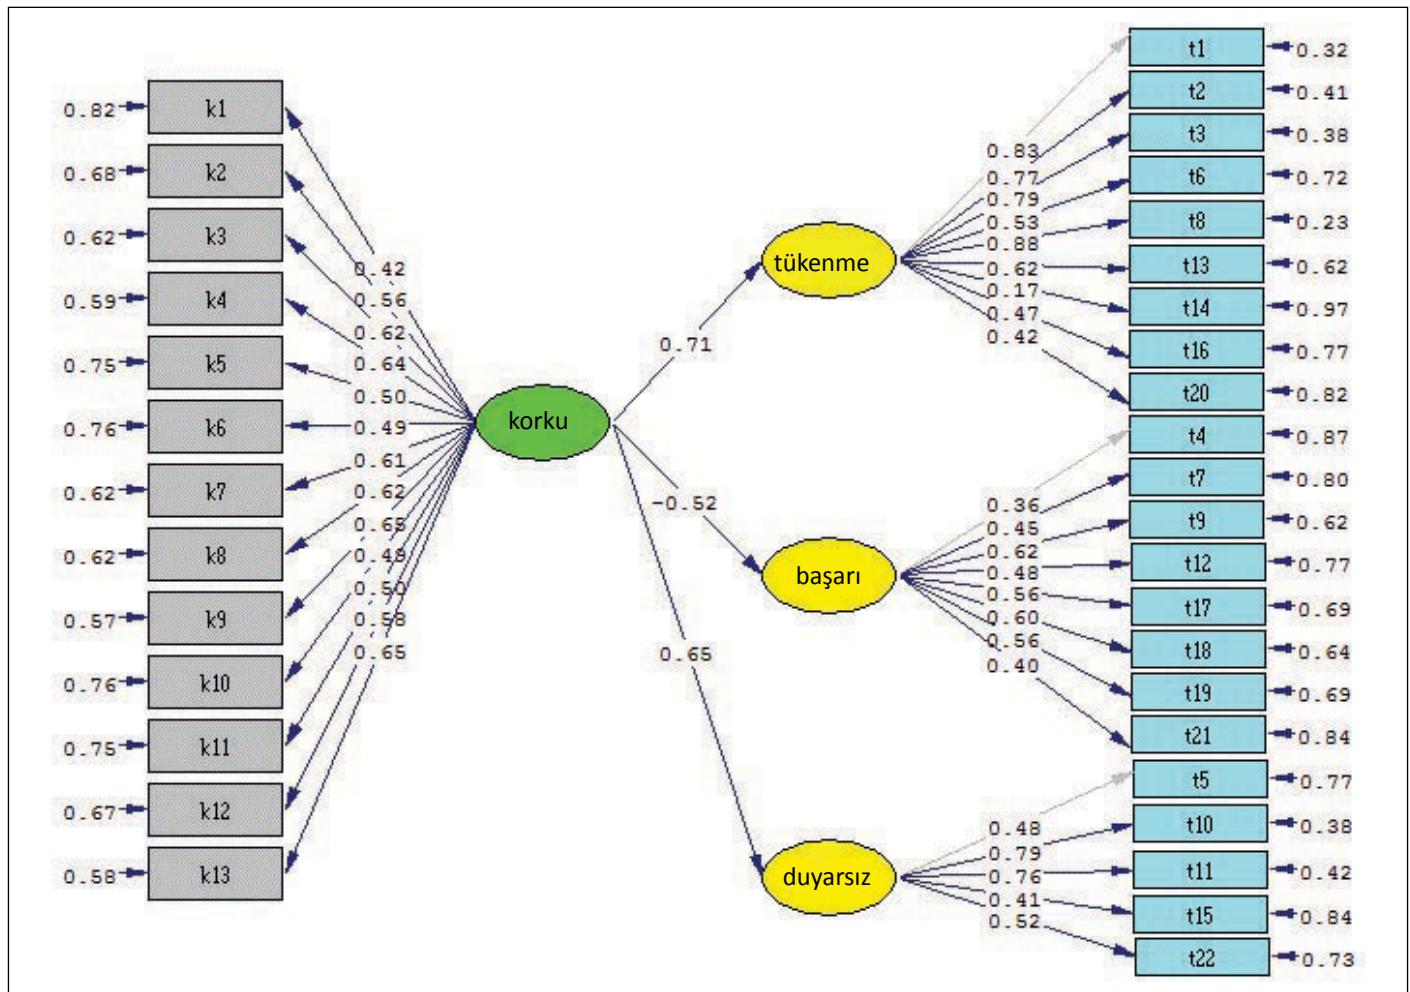 0.82 k1
0.68 k2
0.62 k3
0.59 k4
0.75 k5
0.76 k6
0.62 k7
0.62 k8
0.57 k9
0.76 k10
0.75 k11
0.67 k12
0.58 k13
0.42
0.56
0.62
0.64
0.50
0.49
0.61
0.62
0.65
0.49
0.50
0.58
0.65
korku
0.71
-0.52
0.65
tükenme
0.83
0.77
0.79
0.53
0.88
0.62
0.17
0.47
0.42
t1 0.32
t2 0.41
t3 0.38
t6 0.72
t8 0.23
t13 0.62
t14 0.97
t16 0.77
t20 0.82
başarı
0.36
0.45
0.62
0.48
0.56
0.60
0.56
0.40
t4 0.87
t7 0.80
t9 0.62
t12 0.77
t17 0.69
t18 0.64
t19 0.69
t21 0.84
duyarsız
0.48
0.79
0.76
0.41
0.52
t5 0.77
t10 0.38
t11 0.42
t15 0.84
t22 0.73